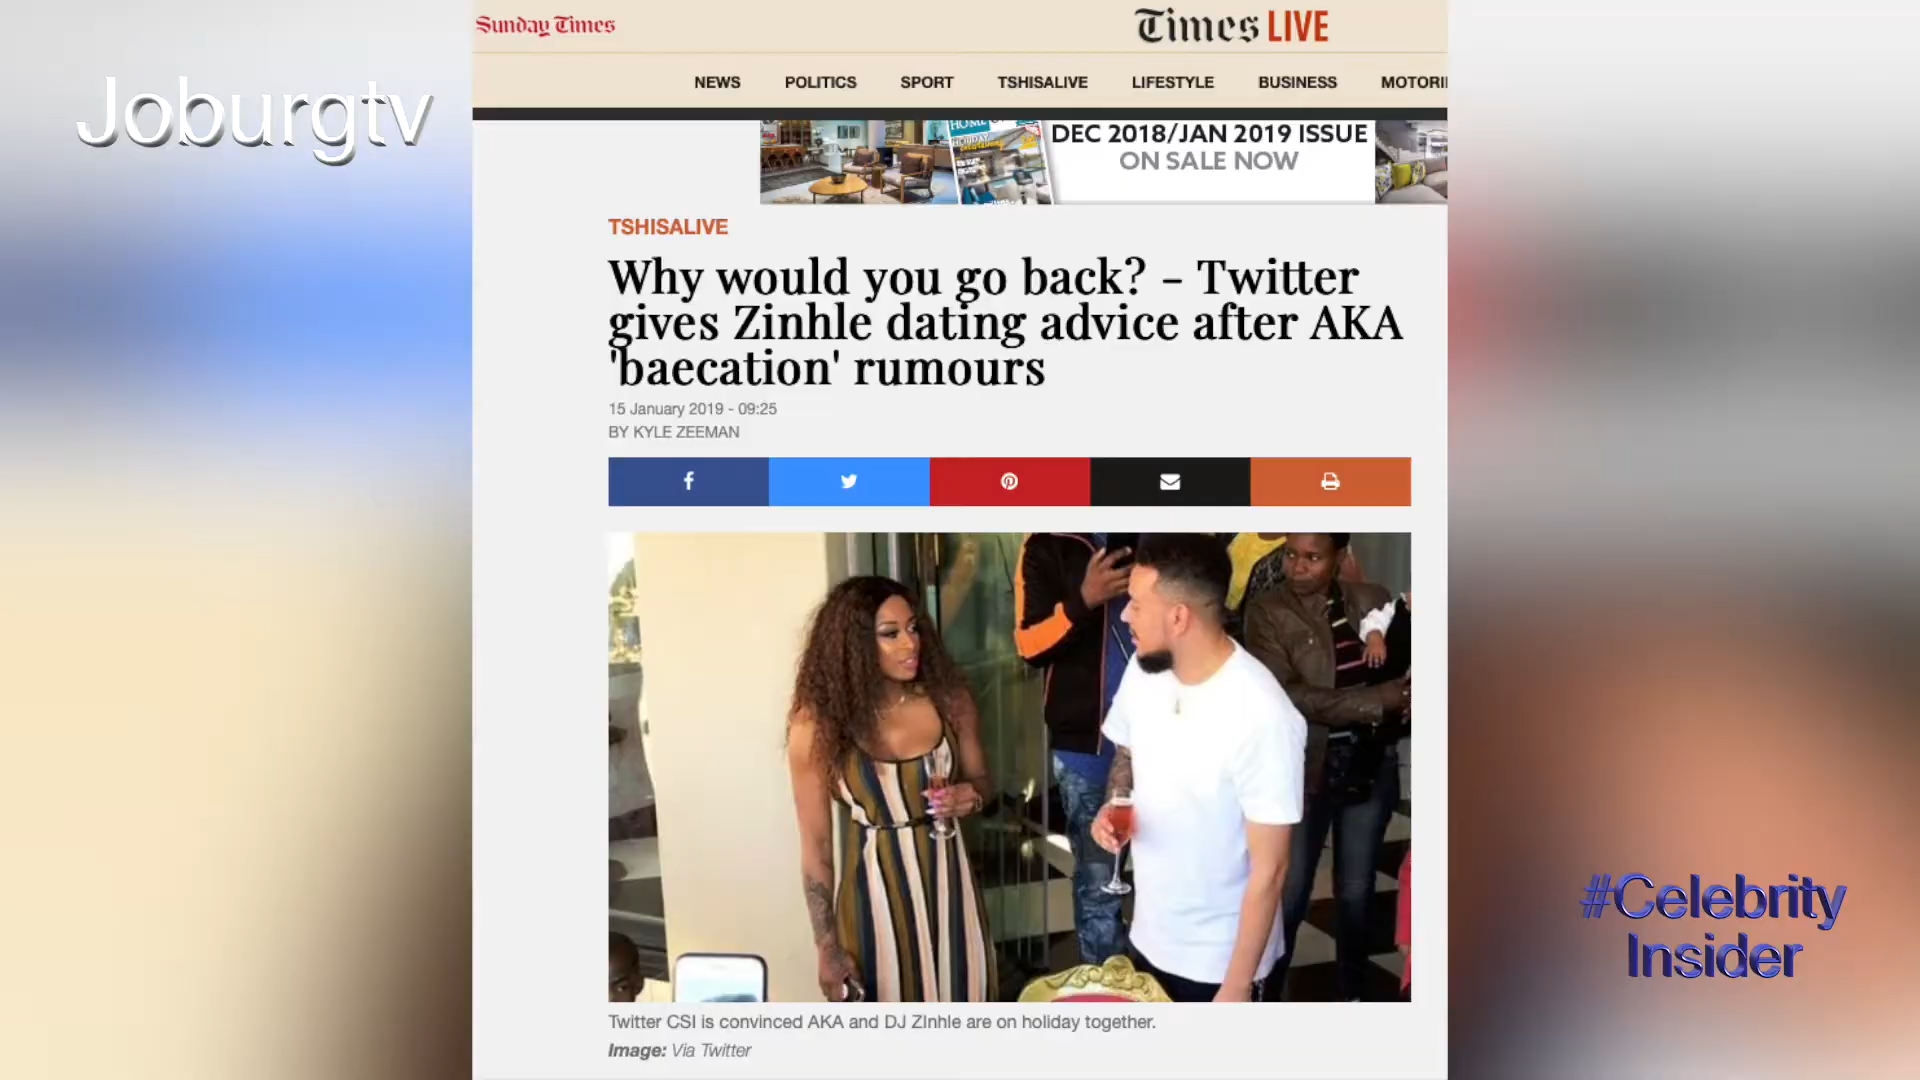 Sunday Times
Times LIVE
NEWS POLITICS SPORT TSHISALIVE LIFESTYLE BUSINESS MOTORI
Joburgtv
DEC 2018/JAN 2019 ISSUE
ON SALE NOW
TSHISALIVE
Why would you go back? – Twitter
gives Zinhle dating advice after AKA
'baecation' rumours
15 January 2019 - 09:25
BY KYLE ZEEMAN
Twitter CSI is convinced AKA and DJ ZInhle are on holiday together.
Image: Via Twitter
#Celebrity
Insider